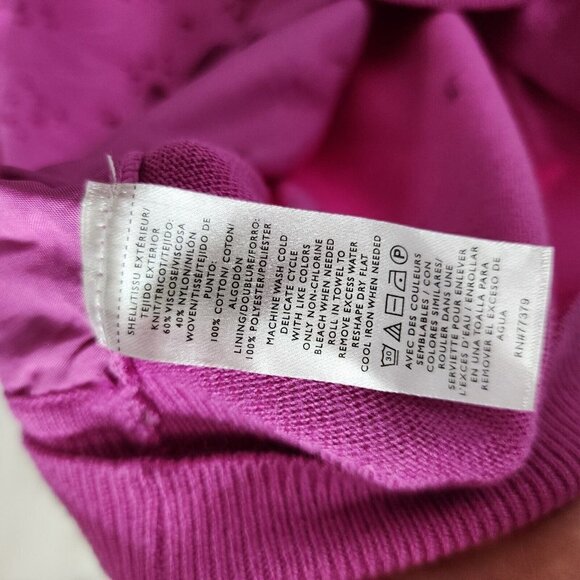 SHELL/TISSU EXTÉRIEUR/
TEJIDO EXTERIOR
KNIT/TRICOT/TEJIDO:
60% VISCOSE/VISCOSA
40% NYLON/NILÓN
WOVEN/TISSÉ/TEJIDO DE
PUNTO:
100% COTTON/COTON/
ALGODÓN
LINING/DOUBLURE/FORRO:
100% POLYESTER/POLIÉSTER
MACHINE WASH COLD
DELICATE CYCLE
WITH LIKE COLORS
ONLY NON-CHLORINE
BLEACH WHEN NEEDED
ROLL IN TOWEL TO
REMOVE EXCESS WATER
RESHAPE DRY FLAT
COOL IRON WHEN NEEDED
30
AVEC DES COULEURS
SEMBLABLES / CON
COLORES SIMILARES/
ROULER DANS UNE
SERVIETTE POUR ENLEVER
L'EXCES D'EAU / ENROLLAR
EN UNA TOALLA PARA
REMOVER EL EXCESO DE
AGUA
RN#77379